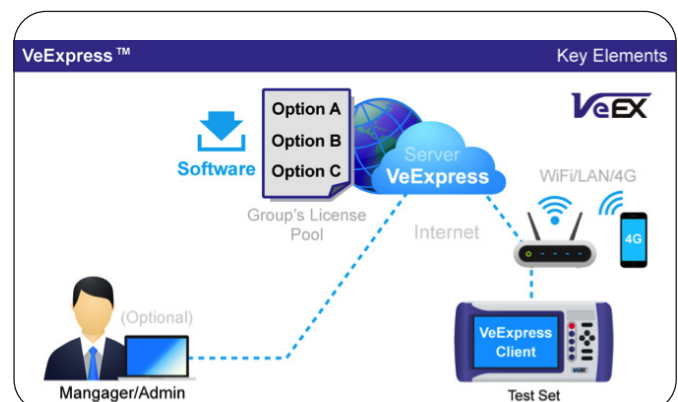 VeExpress™
Key Elements
VeEX
Option A
Option B
Option C
Software
Server
VeExpress
WiFi/LAN/4G
Group's License
Pool
Internet
4G
(Optional)
VeExpress
Client
VeEX
Mangager/Admin
Test Set